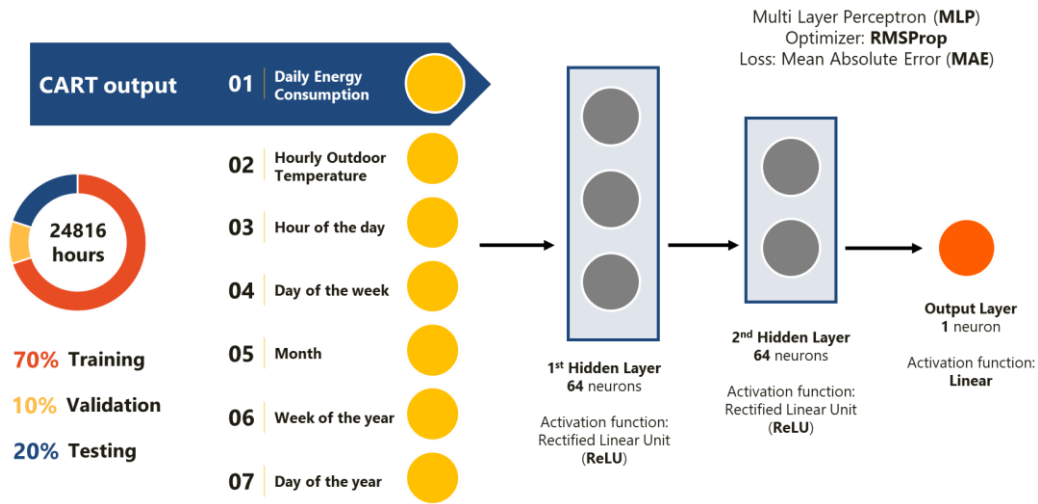 Multi Layer Perceptron (MLP)
Optimizer: RMSProp
Loss: Mean Absolute Error (MAE)
CART output
01
Daily Energy
Consumption
02
Hourly Outdoor
Temperature
03
Hour of the day
04
Day of the week
05
Month
06
Week of the year
07
Day of the year
24816
hours
70% Training
10% Validation
20% Testing
1st Hidden Layer
64 neurons
Activation function:
Rectified Linear Unit
(ReLU)
2nd Hidden Layer
64 neurons
Activation function:
Rectified Linear Unit
(ReLU)
Output Layer
1 neuron
Activation function:
Linear